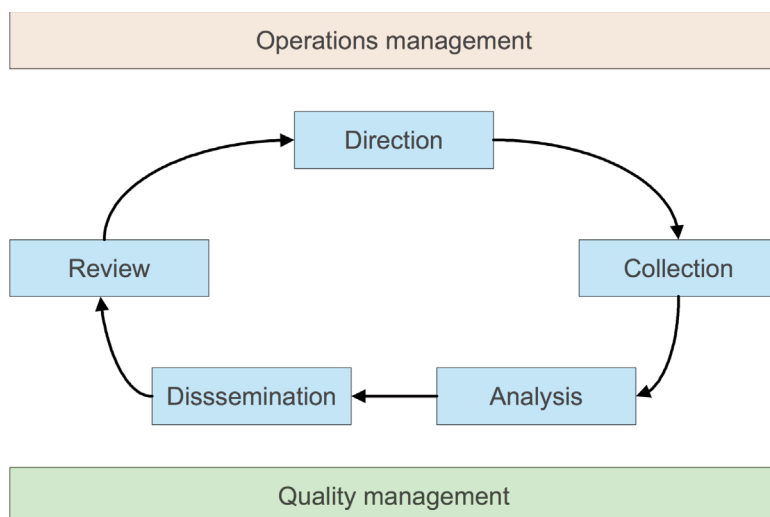 Operations management
Direction
Review
Collection
Disssemination
Analysis
Quality management